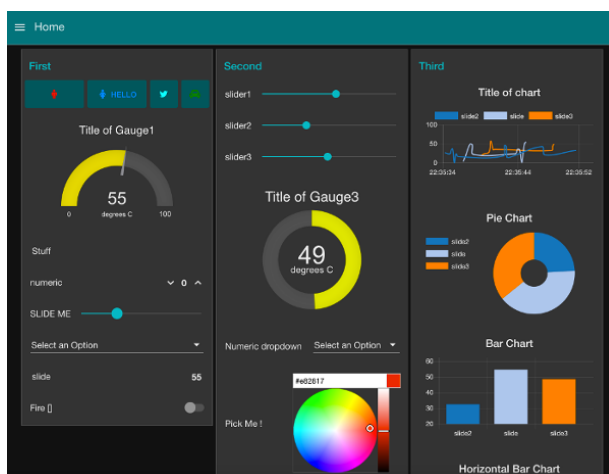 Home
First
HELLO
Title of Gauge1
55
degrees C
0
100
Stuff
numeric
0
SLIDE ME
Select an Option
slide
55
Fire []
Second
slider1
slider2
slider3
Title of Gauge3
49
degrees C
Numeric dropdown
Select an Option
Pick Me !
#e82817
Third
Title of chart
slide2 slide slide3
100
50
0
22:05:34 22:35:44 22:35:52
Pie Chart
slide2
slide
slide3
Bar Chart
60
50
40
30
20
slide2 slide slide3
Horizontal Bar Chart